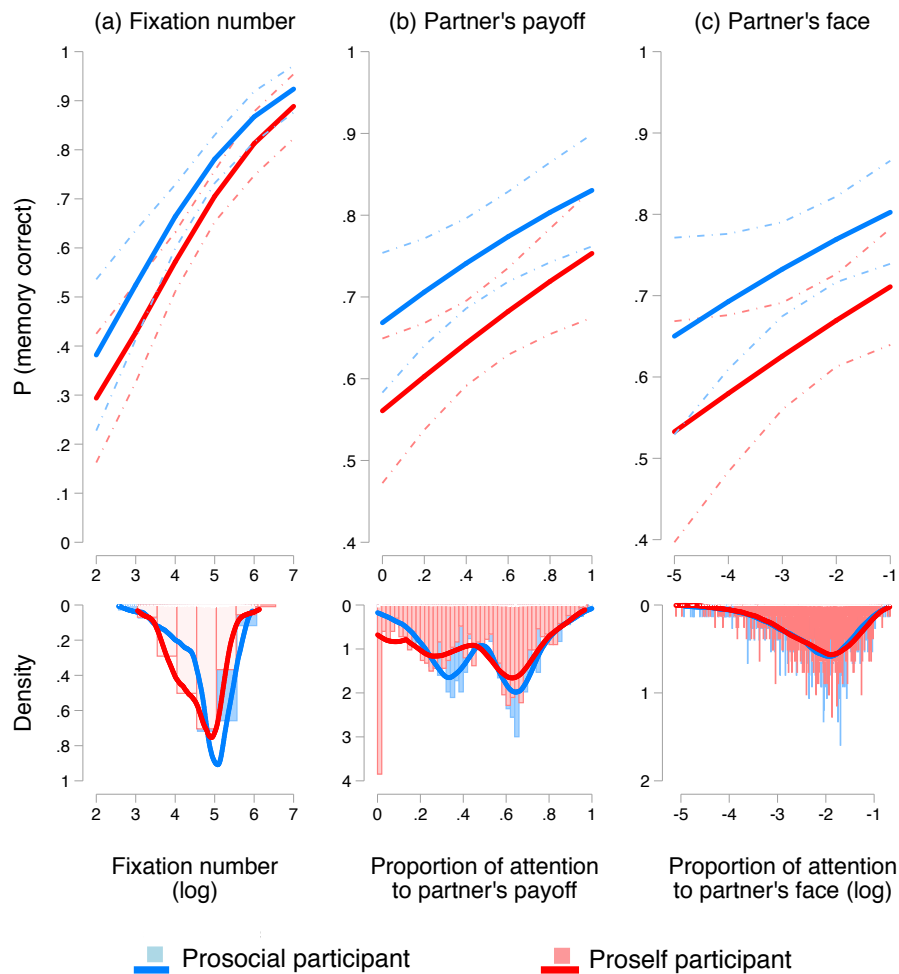 (a) Fixation number (b) Partner's payoff (c) Partner's face
P (memory correct)
1
.9
.8
.7
.6
.5
.4
.3
.2
.1
0
2 3 4 5 6 7
1
.9
.8
.7
.6
.5
.4
0 .2 .4 .6 .8 1
.9
.8
.7
.6
.5
.4
-5 -4 -3 -2 -1
Density
0
.2
.4
.6
.8
1
2 3 4 5 6 7
0
1
2
3
4
0 .2 .4 .6 .8 1
0
1
2
-5 -4 -3 -2 -1
Fixation number
(log)
Proportion of attention
to partner's payoff
Proportion of attention
to partner's face (log)
Prosocial participant Proself participant